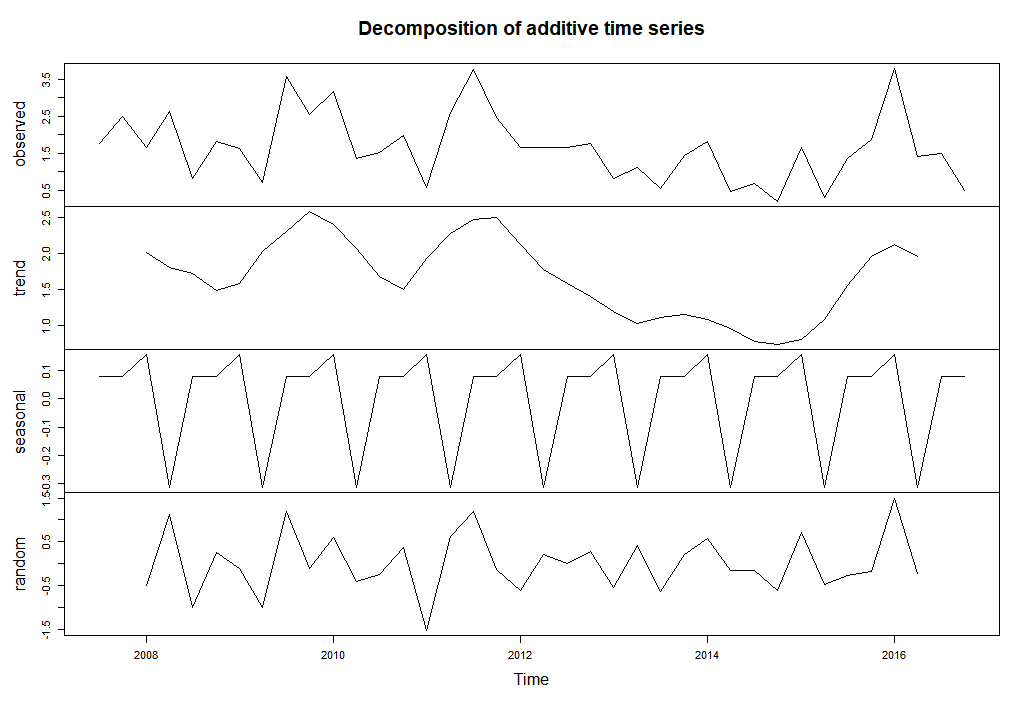 Decomposition of additive time series
observed
0.5 1.5 2.5 3.5
trend
1.0 1.5 2.0 2.5
seasonal
-0.3 -0.2 -0.1 0.0 0.1
random
-1.5 -0.5 0.5 1.5
2008 2010 2012 2014 2016
Time